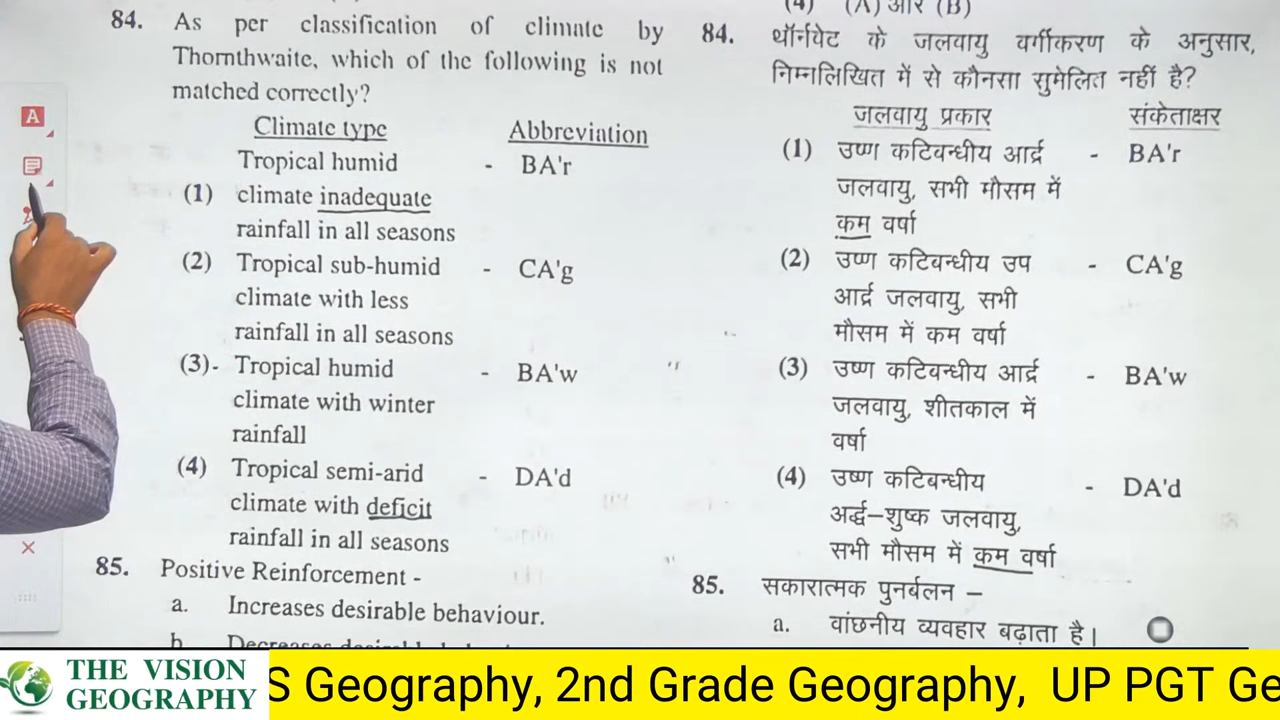 84. As per classification of climate by
Thornthwaite, which of the following is not
matched correctly?
Climate type Abbreviation
Tropical humid - BA'r
(1) climate inadequate
rainfall in all seasons
(2) Tropical sub-humid - CA'g
climate with less
rainfall in all seasons
(3)- Tropical humid - BA'w
climate with winter
rainfall
(4) Tropical semi-arid - DA'd
climate with deficit
rainfall in all seasons
85. Positive Reinforcement -
a. Increases desirable behaviour.
b. Decreases
(4) (A) और (B)
84. थॉर्नवेट के जलवायु वर्गीकरण के अनुसार,
निम्नलिखित में से कौनसा सुमेलित नहीं है?
जलवायु प्रकार संकेताक्षर
(1) उष्ण कटिबन्धीय आर्द्र - BA'r
जलवायु, सभी मौसम में
कम वर्षा
(2) उष्ण कटिबन्धीय उप - CA'g
आर्द्र जलवायु, सभी
मौसम में कम वर्षा
(3) उष्ण कटिबन्धीय आर्द्र - BA'w
जलवायु, शीतकाल में
वर्षा
(4) उष्ण कटिबन्धीय - DA'd
अर्द्ध–शुष्क जलवायु,
सभी मौसम में कम वर्षा
85. सकारात्मक पुनर्बलन –
a. वांछनीय व्यवहार बढ़ाता है।
A
THE VISION
GEOGRAPHY
S Geography, 2nd Grade Geography, UP PGT Ge